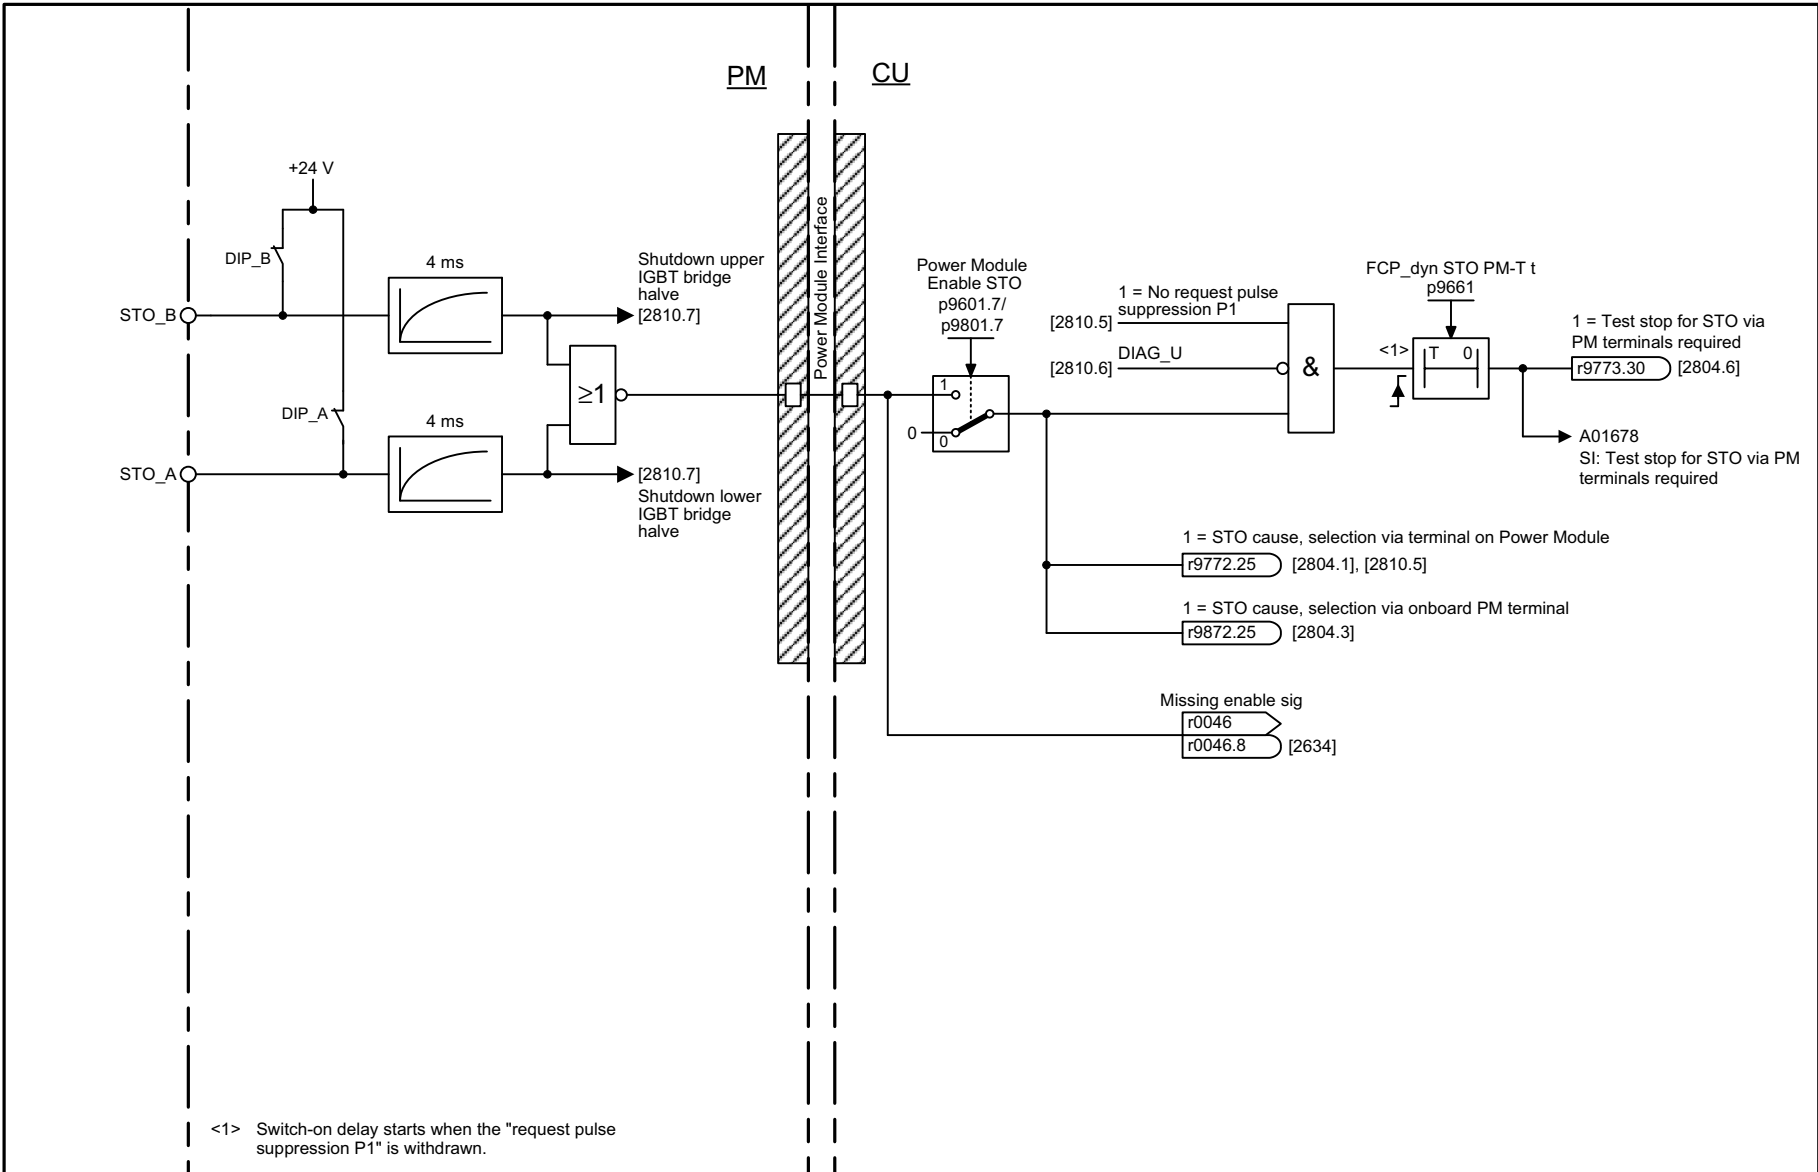 PM
CU
+24 V
DIP_B
4 ms
Shutdown upper
IGBT bridge
halve
[2810.7]
STO_B
≥1
DIP_A
4 ms
STO_A
[2810.7]
Shutdown lower
IGBT bridge
halve
Power Module Interface
Power Module
Enable STO
p9601.7/
p9801.7
1
0
0
1 = No request pulse
suppression P1
[2810.5]
DIAG_U
[2810.6]
&
FCP_dyn STO PM-T t
p9661
<1>
T 0
1 = Test stop for STO via
PM terminals required
r9773.30
[2804.6]
A01678
SI: Test stop for STO via PM
terminals required
1 = STO cause, selection via terminal on Power Module
r9772.25
[2804.1], [2810.5]
1 = STO cause, selection via onboard PM terminal
r9872.25
[2804.3]
Missing enable sig
r0046
r0046.8
[2634]
<1> Switch-on delay starts when the "request pulse
suppression P1" is withdrawn.